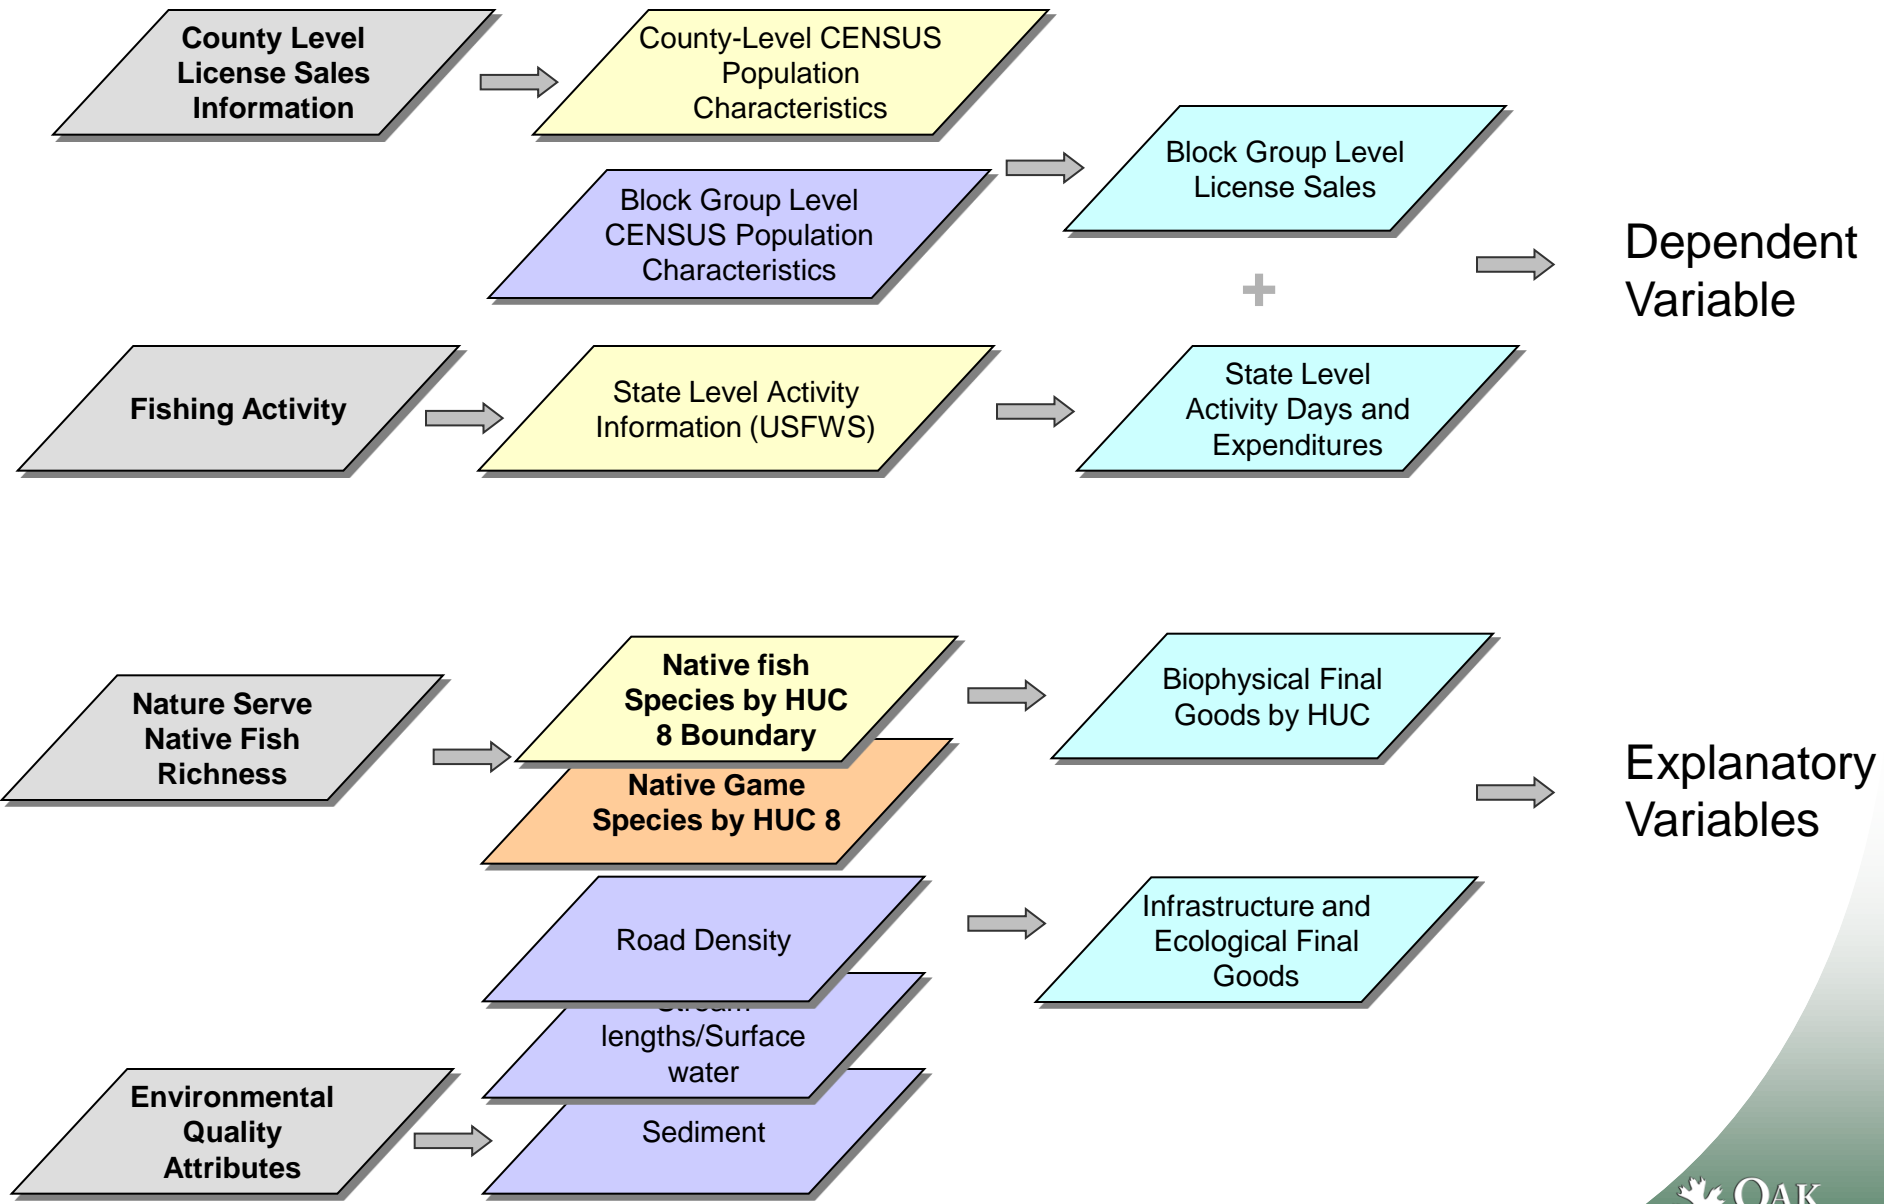 County Level
License Sales
Information
County-Level CENSUS
Population
Characteristics
Block Group Level
CENSUS Population
Characteristics
Block Group Level
License Sales
+
Dependent
Variable
Fishing Activity
State Level Activity
Information (USFWS)
State Level
Activity Days and
Expenditures
Nature Serve
Native Fish
Richness
Native fish
Species by HUC
8 Boundary
Native Game
Species by HUC 8
Biophysical Final
Goods by HUC
Explanatory
Variables
Road Density
Stream
lengths/Surface
water
Sediment
Infrastructure and
Ecological Final
Goods
Environmental
Quality
Attributes
OAK